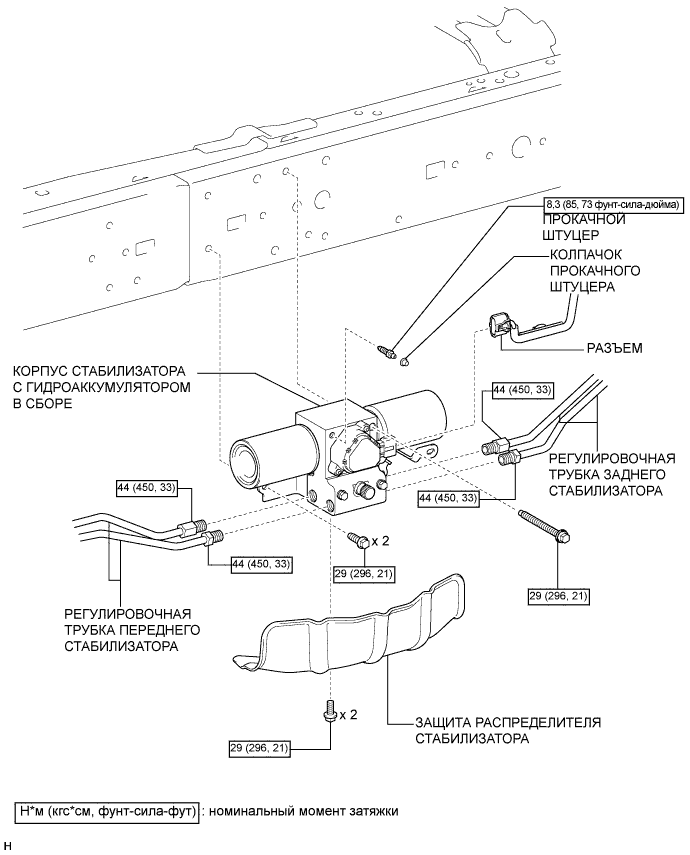 8,3 (85, 73 фунт-сила-дюйма)
ПРОКАЧНОЙ
ШТУЦЕР
КОЛПАЧОК
ПРОКАЧНОГО
ШТУЦЕРА
РАЗЪЕМ
КОРПУС СТАБИЛИЗАТОРА
С ГИДРОАККУМУЛЯТОРОМ
В СБОРЕ
44 (450, 33)
РЕГУЛИРОВОЧНАЯ
ТРУБКА ЗАДНЕГО
СТАБИЛИЗАТОРА
44 (450, 33)
44 (450, 33)
x 2
44 (450, 33)
29 (296, 21)
29 (296, 21)
РЕГУЛИРОВОЧНАЯ
ТРУБКА ПЕРЕДНЕГО
СТАБИЛИЗАТОРА
x 2
29 (296, 21)
ЗАЩИТА РАСПРЕДЕЛИТЕЛЯ
СТАБИЛИЗАТОРА
Н*м (кгс*см, фунт-сила-фут) : номинальный момент затяжки
H